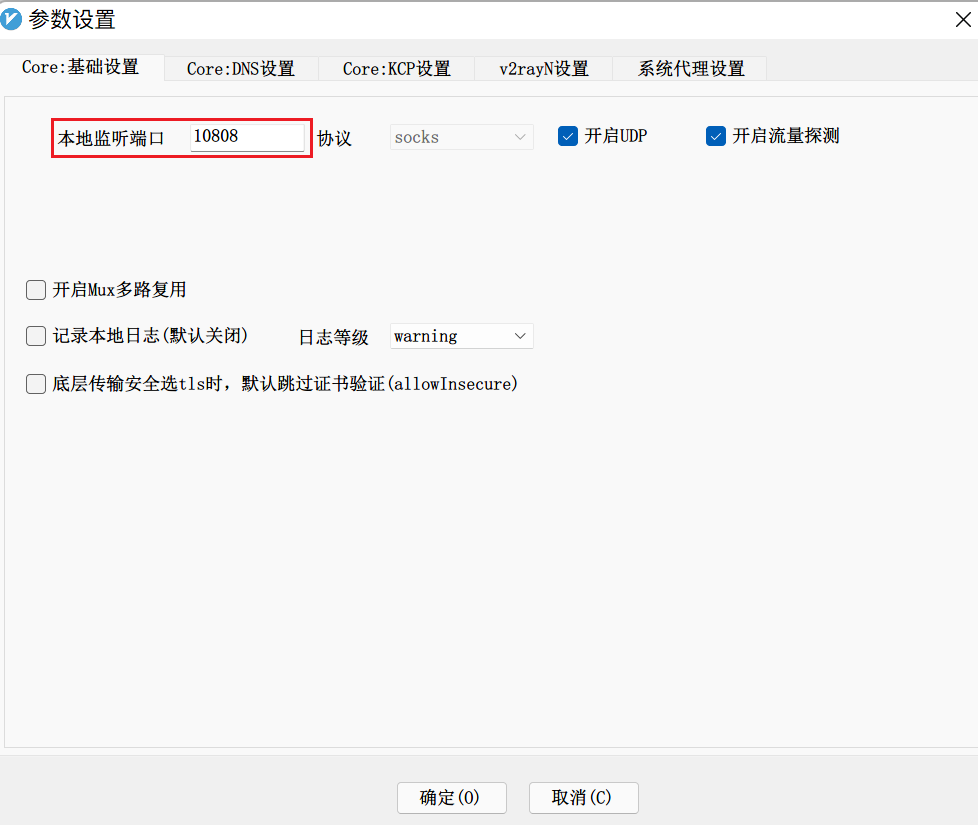 参数设置
Core:基础设置 Core:DNS设置 Core:KCP设置 v2rayN设置 系统代理设置
本地监听端口 10808 协议 socks 开启UDP 开启流量探测
开启Mux多路复用
记录本地日志(默认关闭) 日志等级 warning
底层传输安全选tls时，默认跳过证书验证(allowInsecure)
确定(O) 取消(C)